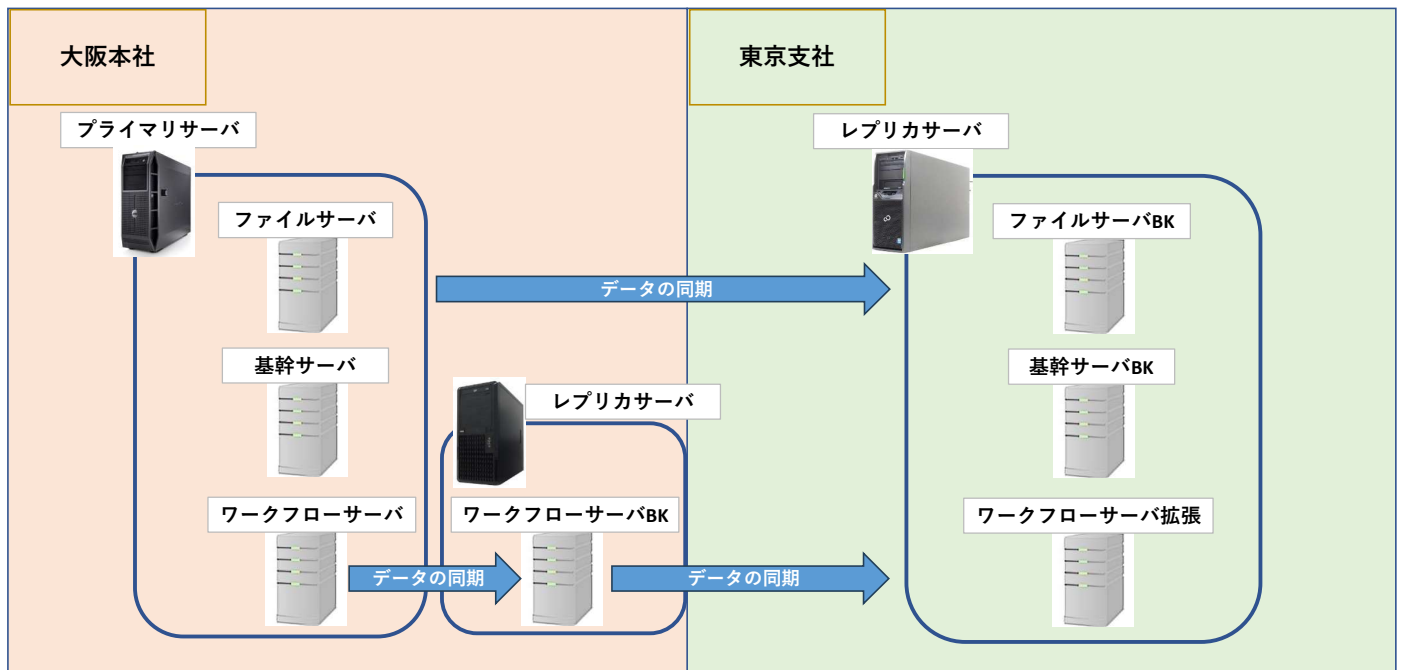 大阪本社
東京支社
プライマリサーバ
レプリカサーバ
ファイルサーバ
ファイルサーバBK
データの同期
基幹サーバ
基幹サーバBK
レプリカサーバ
ワークフローサーバ
ワークフローサーバBK
ワークフローサーバ拡張
データの同期
データの同期